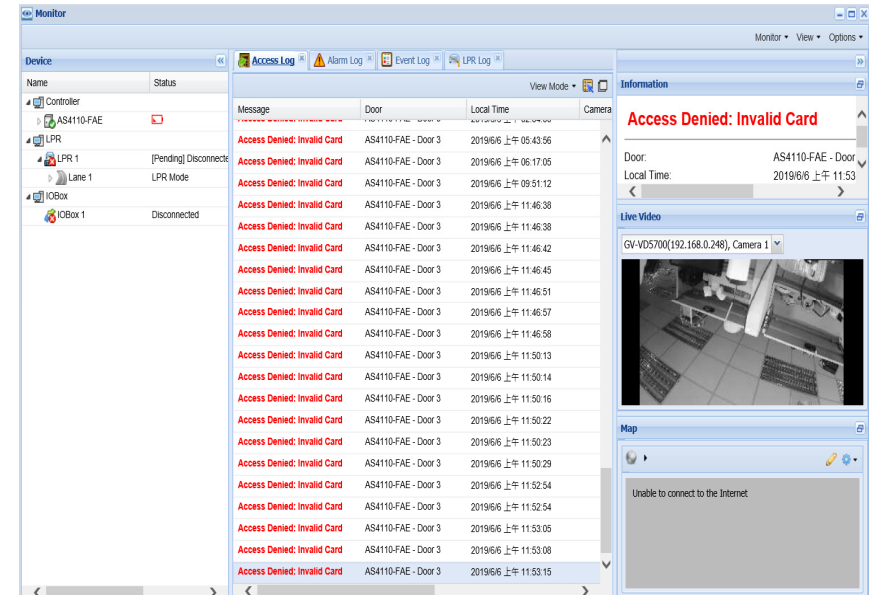 Monitor
Monitor View Options
Device
Name Status
Controller
AS4110-FAE
LPR
LPR 1 [Pending] Disconnecte
Lane 1 LPR Mode
IOBox
IOBox 1 Disconnected
Access Log Alarm Log Event Log LPR Log
View Mode
Message Door Local Time Camera
Access Denied: Invalid Card AS4110-FAE - Door 3 2019/6/6 上午 05:43:56
Access Denied: Invalid Card AS4110-FAE - Door 3 2019/6/6 上午 06:17:05
Access Denied: Invalid Card AS4110-FAE - Door 3 2019/6/6 上午 09:51:12
Access Denied: Invalid Card AS4110-FAE - Door 3 2019/6/6 上午 11:46:38
Access Denied: Invalid Card AS4110-FAE - Door 3 2019/6/6 上午 11:46:38
Access Denied: Invalid Card AS4110-FAE - Door 3 2019/6/6 上午 11:46:42
Access Denied: Invalid Card AS4110-FAE - Door 3 2019/6/6 上午 11:46:45
Access Denied: Invalid Card AS4110-FAE - Door 3 2019/6/6 上午 11:46:51
Access Denied: Invalid Card AS4110-FAE - Door 3 2019/6/6 上午 11:46:57
Access Denied: Invalid Card AS4110-FAE - Door 3 2019/6/6 上午 11:46:58
Access Denied: Invalid Card AS4110-FAE - Door 3 2019/6/6 上午 11:50:13
Access Denied: Invalid Card AS4110-FAE - Door 3 2019/6/6 上午 11:50:14
Access Denied: Invalid Card AS4110-FAE - Door 3 2019/6/6 上午 11:50:16
Access Denied: Invalid Card AS4110-FAE - Door 3 2019/6/6 上午 11:50:22
Access Denied: Invalid Card AS4110-FAE - Door 3 2019/6/6 上午 11:50:23
Access Denied: Invalid Card AS4110-FAE - Door 3 2019/6/6 上午 11:50:29
Access Denied: Invalid Card AS4110-FAE - Door 3 2019/6/6 上午 11:52:54
Access Denied: Invalid Card AS4110-FAE - Door 3 2019/6/6 上午 11:52:54
Access Denied: Invalid Card AS4110-FAE - Door 3 2019/6/6 上午 11:53:05
Access Denied: Invalid Card AS4110-FAE - Door 3 2019/6/6 上午 11:53:08
Access Denied: Invalid Card AS4110-FAE - Door 3 2019/6/6 上午 11:53:15
Information
Access Denied: Invalid Card
Door: AS4110-FAE - Door
Local Time: 2019/6/6 上午 11:53
Live Video
GV-VD5700(192.168.0.248), Camera 1
Map
Unable to connect to the Internet